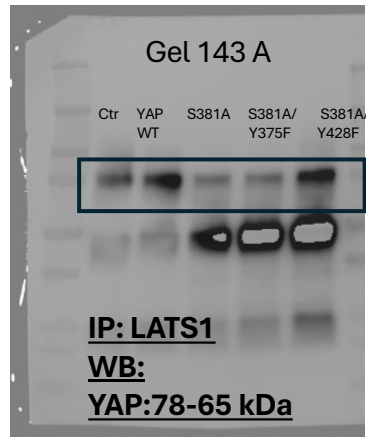 Gel 143 A
Ctr YAP S381A S381A/ S381A/
WT Y375F Y428F
IP: LATS1
WB:
YAP:78-65 kDa